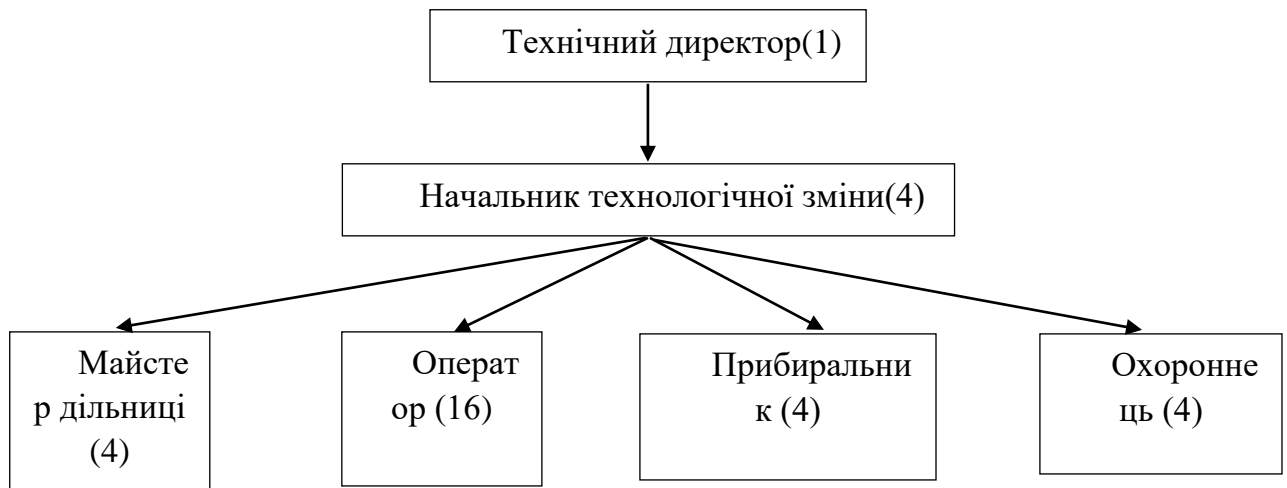 Технічний директор(1)
Начальник технологічної зміни(4)
Майсте
р дільниці
(4)
Операт
ор (16)
Прибиральни
к (4)
Охоронне
ць (4)